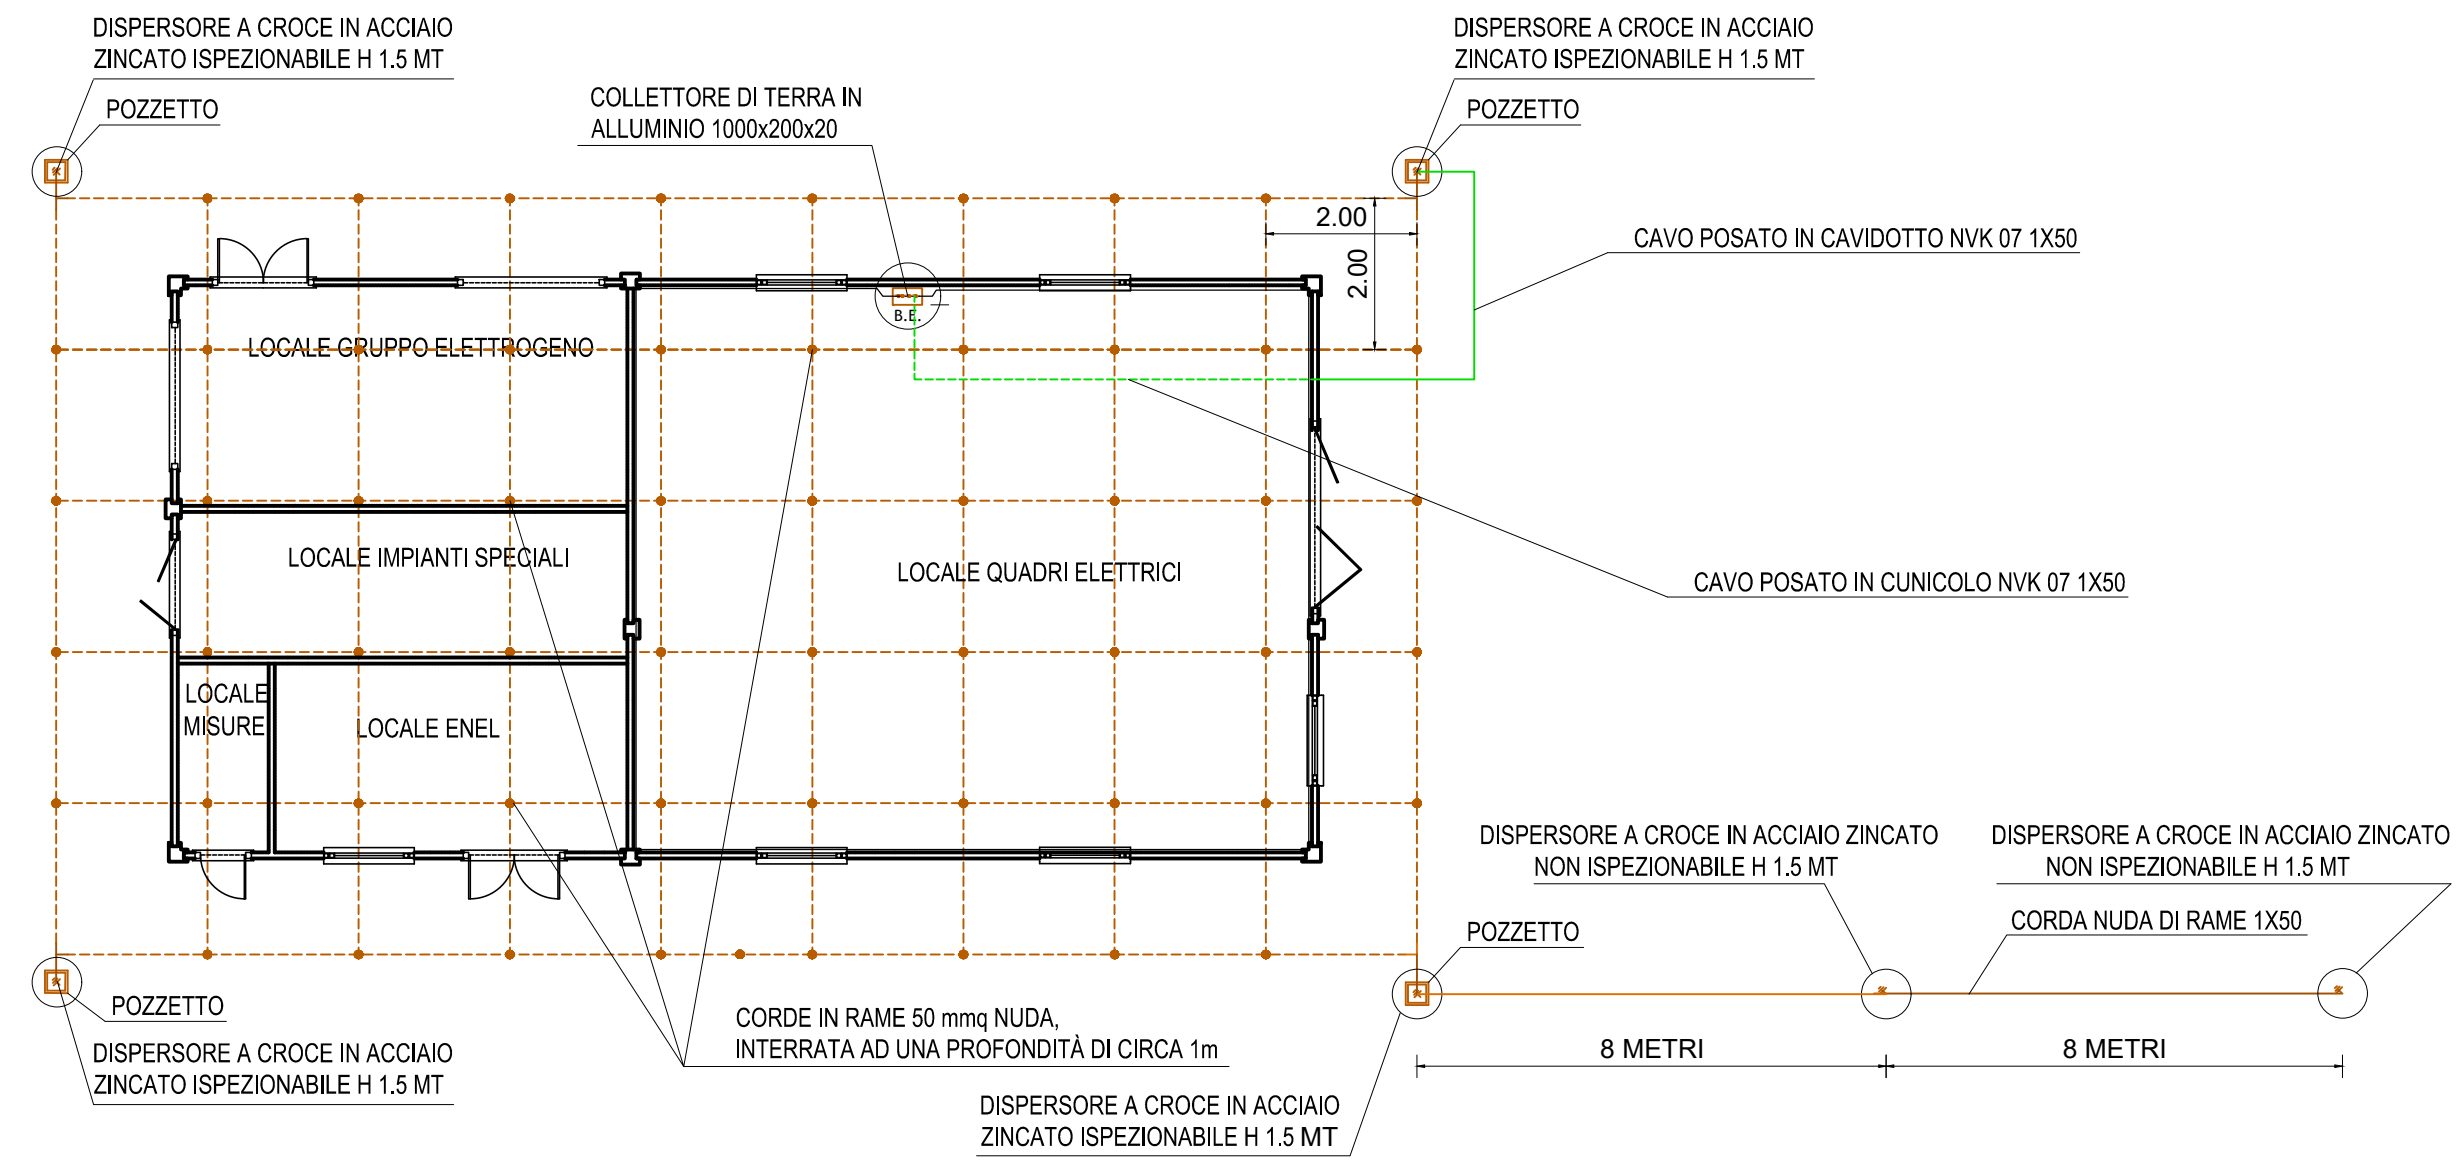 DISPERSORE A CROCE IN ACCIAIO
ZINCATO ISPEZIONABILE H 1.5 MT
POZZETTO
COLLETTORE DI TERRA IN
ALLUMINIO 1000x200x20
DISPERSORE A CROCE IN ACCIAIO
ZINCATO ISPEZIONABILE H 1.5 MT
POZZETTO
2.00
2.00
CAVO POSATO IN CAVIDOTTO NVK 07 1X50
B.E.
LOCALE GRUPPO ELETTROGENO
LOCALE IMPIANTI SPECIALI
LOCALE QUADRI ELETTRICI
CAVO POSATO IN CUNICOLO NVK 07 1X50
LOCALE
MISURE
LOCALE ENEL
DISPERSORE A CROCE IN ACCIAIO ZINCATO
NON ISPEZIONABILE H 1.5 MT
DISPERSORE A CROCE IN ACCIAIO ZINCATO
NON ISPEZIONABILE H 1.5 MT
POZZETTO
CORDA NUDA DI RAME 1X50
POZZETTO
DISPERSORE A CROCE IN ACCIAIO
ZINCATO ISPEZIONABILE H 1.5 MT
CORDE IN RAME 50 mmq NUDA,
INTERRATA AD UNA PROFONDITÀ DI CIRCA 1m
8 METRI
8 METRI
DISPERSORE A CROCE IN ACCIAIO
ZINCATO ISPEZIONABILE H 1.5 MT